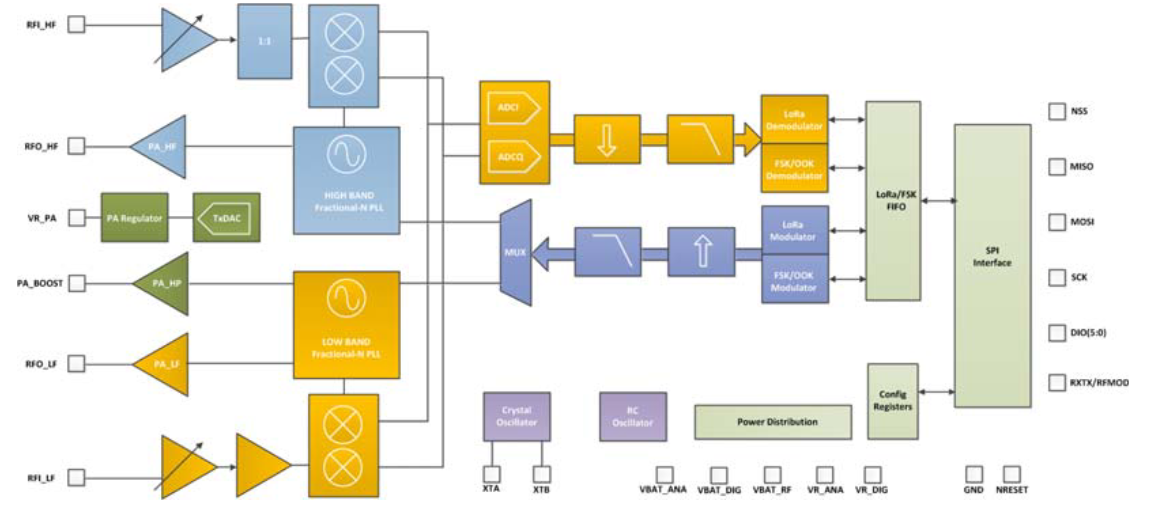 RFI_HF
1:1
RFO_HF
PA_HF
HIGH BAND
Fractional-N PLL
VR_PA
PA Regulator
TxDAC
PA_BOOST
PA_HP
LOW BAND
Fractional-N PLL
RFO_LF
PA_LF
RFI_LF
ADCI
ADCQ
LoRa
Demodulator
FSK/OOK
Demodulator
MUX
LoRa
Modulator
FSK/OOK
Modulator
LoRa/FSK
FIFO
SPI
Interface
Config
Registers
NSS
MISO
MOSI
SCK
DIO(5:0)
RXTX/RFMOD
Crystal
Oscillator
RC
Oscillator
Power Distribution
XTA
XTB
VBAT_ANA
VBAT_DIG
VBAT_RF
VR_ANA
VR_DIG
GND
NRESET